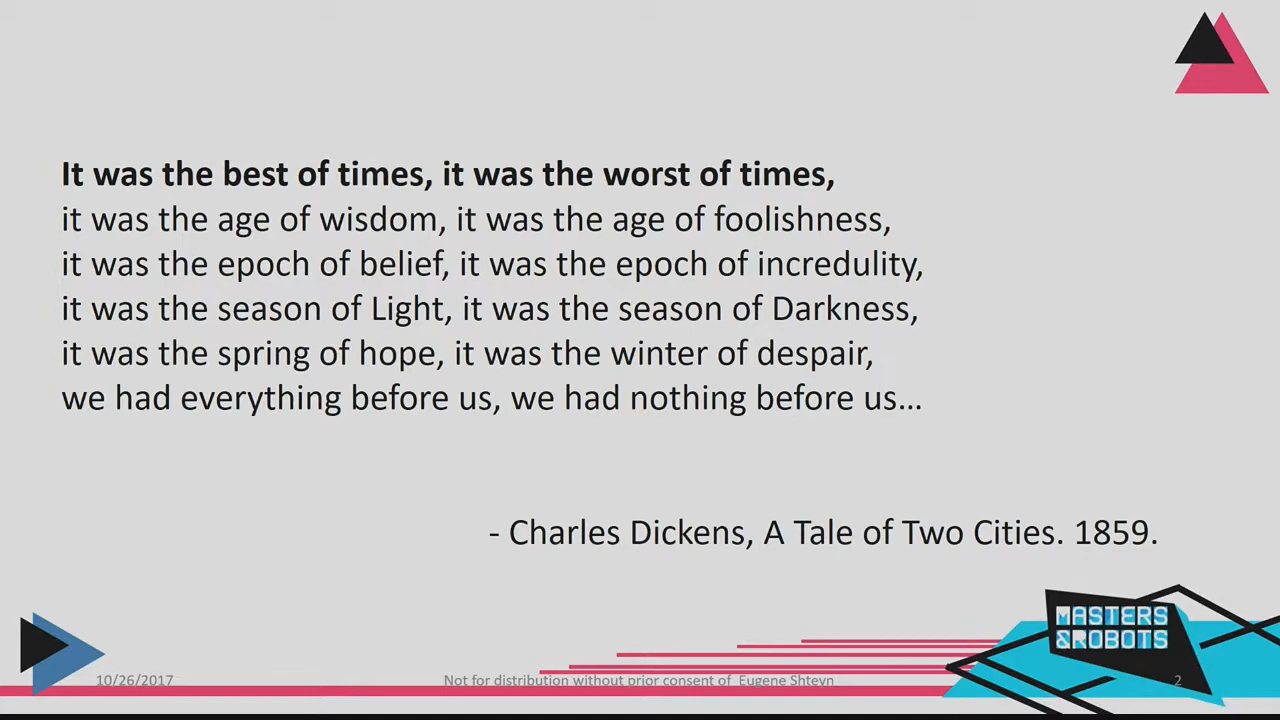 It was the best of times, it was the worst of times,
it was the age of wisdom, it was the age of foolishness,
it was the epoch of belief, it was the epoch of incredulity,
it was the season of Light, it was the season of Darkness,
it was the spring of hope, it was the winter of despair,
we had everything before us, we had nothing before us…
- Charles Dickens, A Tale of Two Cities. 1859.
MASTERS
&ROBOTS
10/26/2017
Not for distribution without prior consent of Eugene Shteyn
2